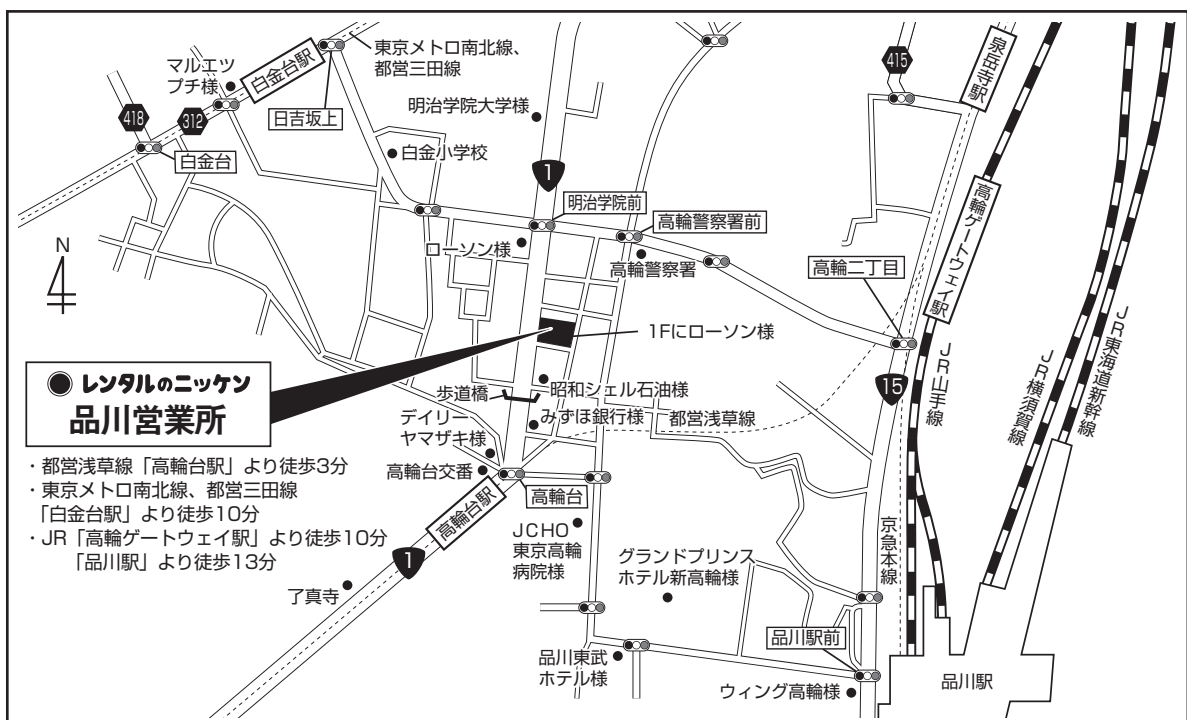 東京メトロ南北線、
都営三田線
白金台駅
マルエツ
プチ様
418
312
日吉坂上
白金台
明治学院大学様
白金小学校
1
明治学院前
415
泉岳寺駅
高輪警察署前
ローソン様
高輪警察署
高輪二丁目
高輪ゲートウェイ駅
N
1Fにローソン様
JR山手線
JR横須賀線
JR東海道新幹線
15
レンタルのニッケン
品川営業所
歩道橋
昭和シェル石油様
みずほ銀行様
都営浅草線
デイリー
ヤマザキ様
高輪台交番
高輪台
高輪台駅
・都営浅草線「高輪台駅」より徒歩3分
・東京メトロ南北線、都営三田線
「白金台駅」より徒歩10分
・JR「高輪ゲートウェイ駅」より徒歩10分
「品川駅」より徒歩13分
1
了真寺
JCHO
東京高輪
病院様
グランドプリンス
ホテル新高輪様
京急本線
品川駅前
品川東武
ホテル様
ウィング高輪様
品川駅